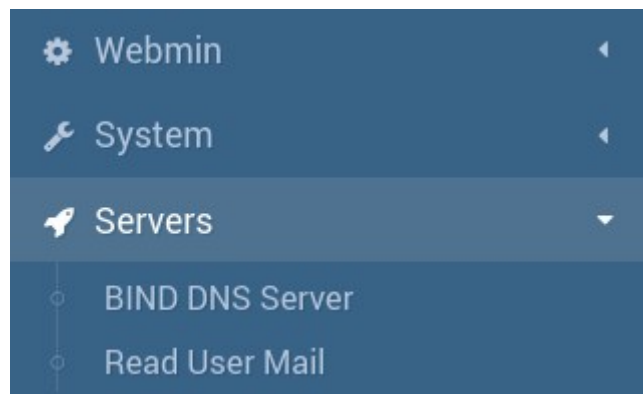 Webmin
System
Servers
BIND DNS Server
Read User Mail